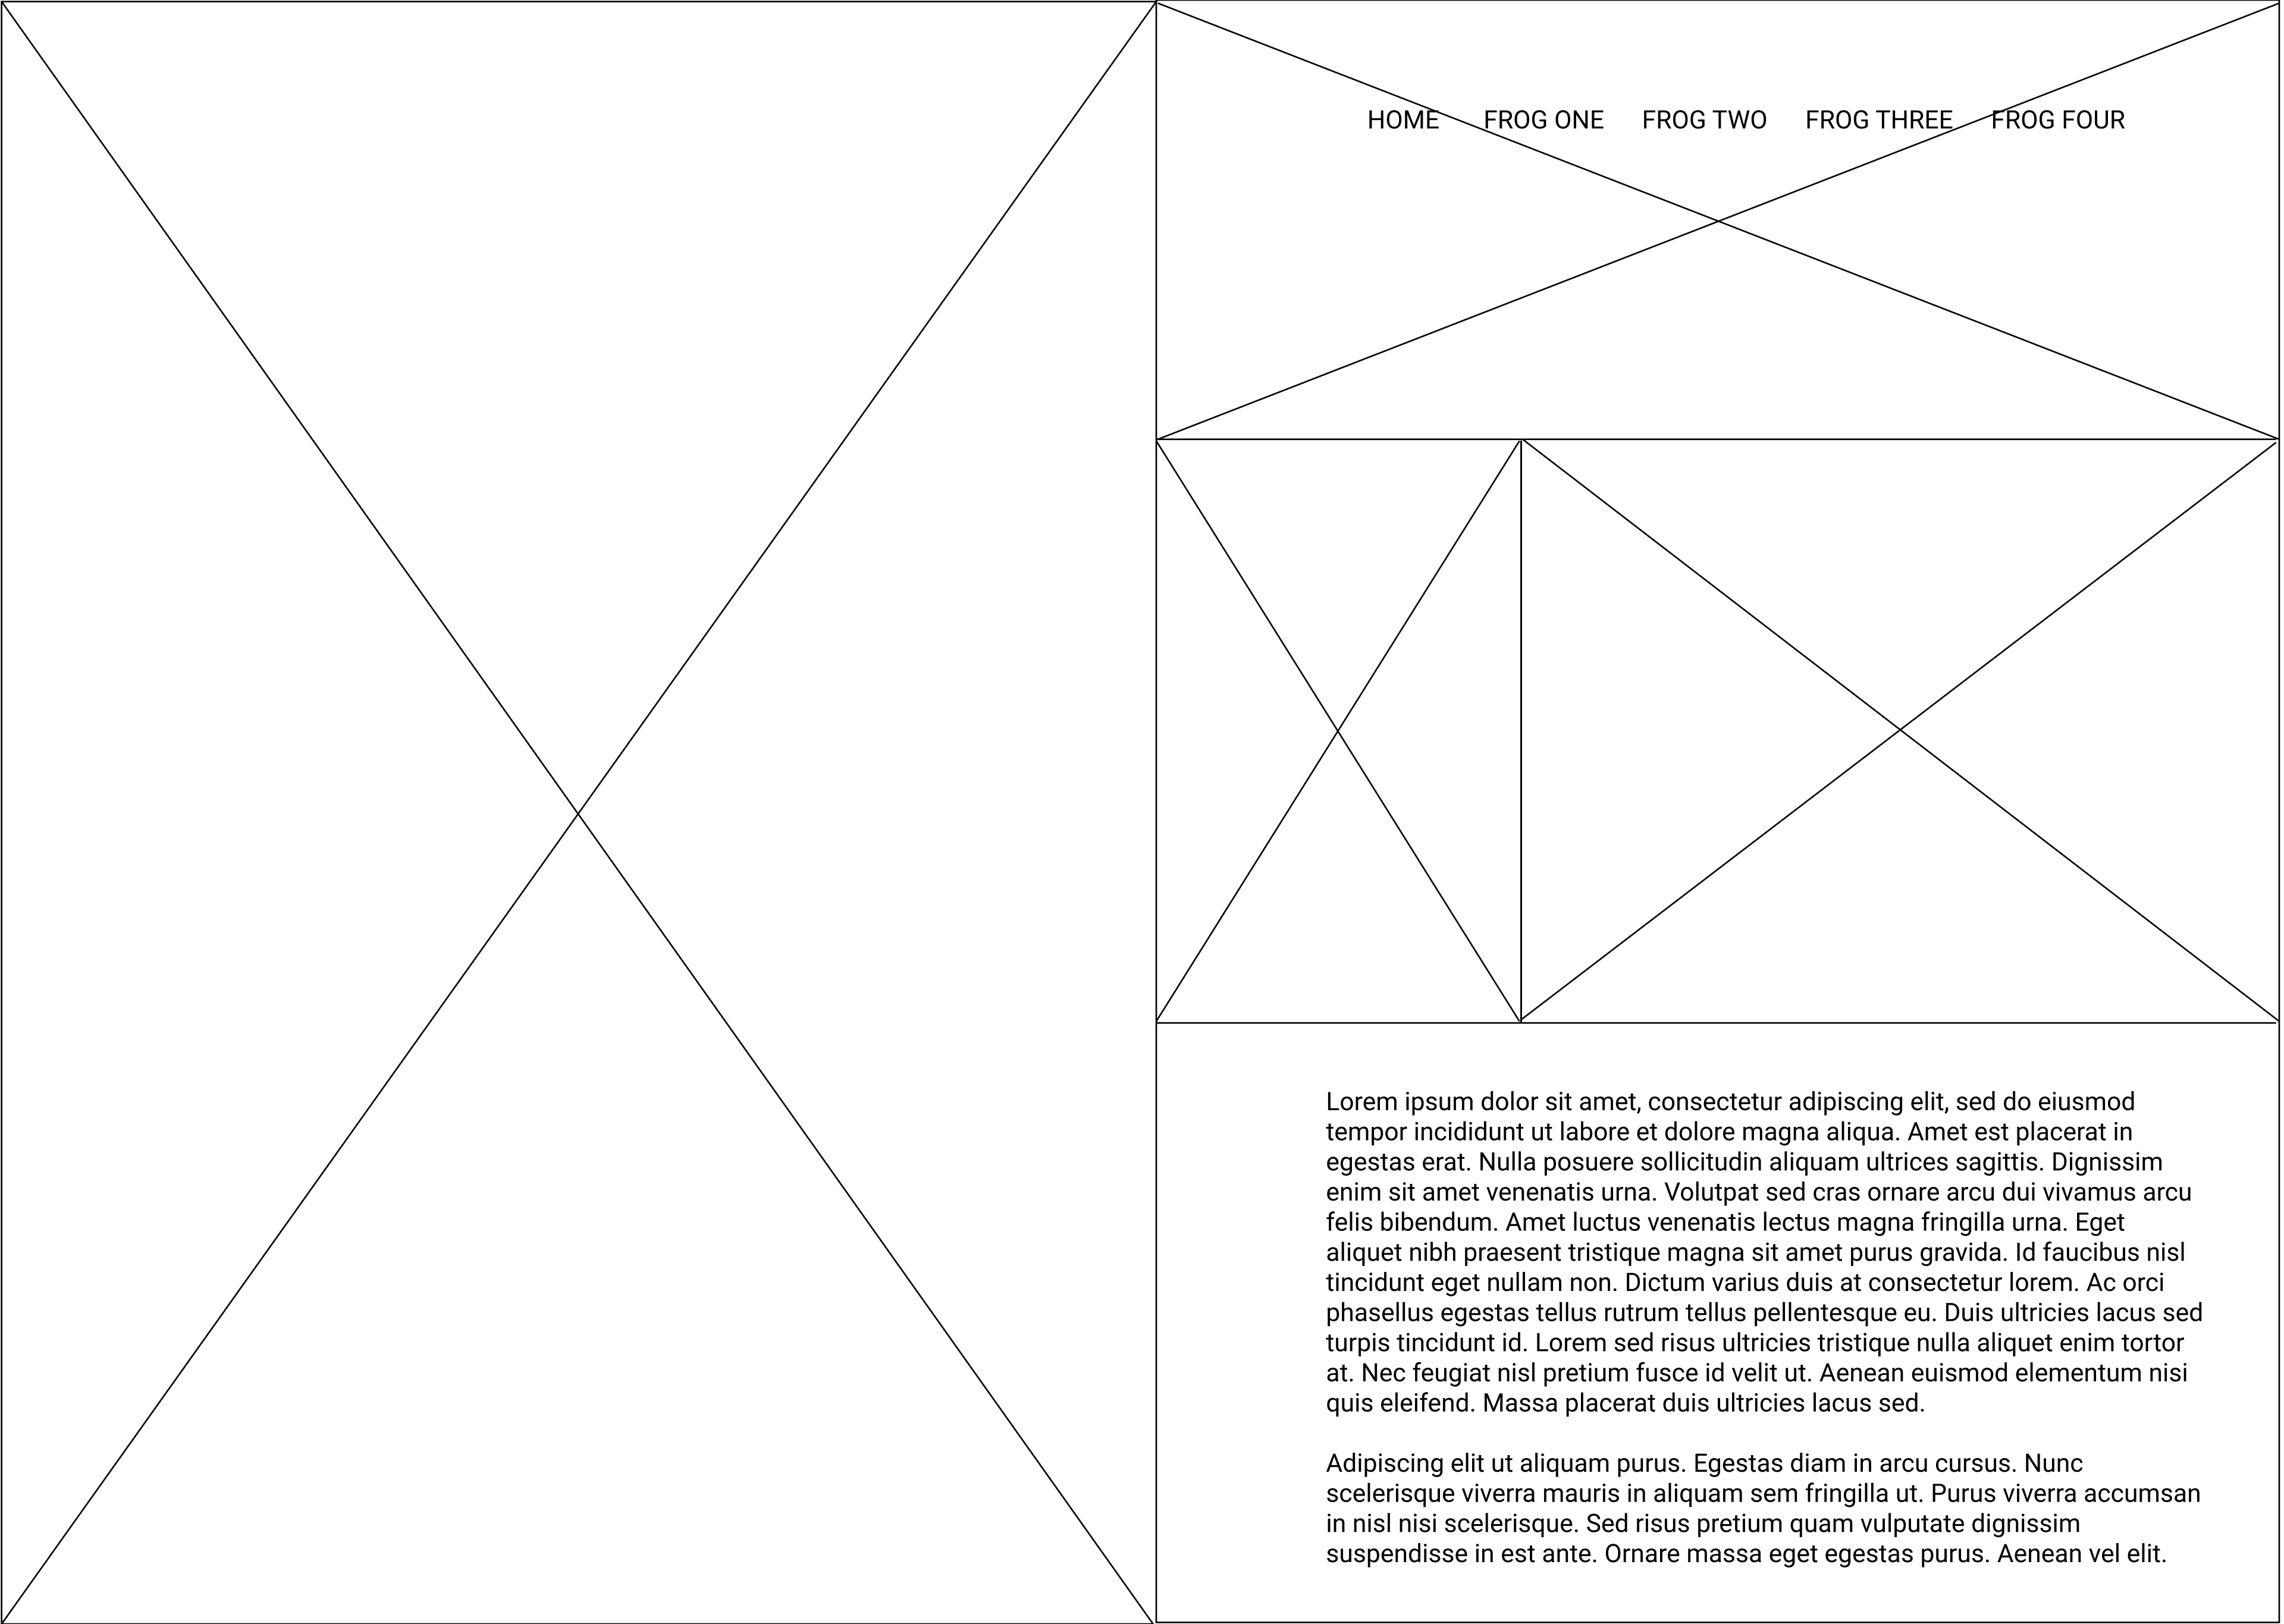 HOME FROG ONE FROG TWO FROG THREE FROG FOUR
Lorem ipsum dolor sit amet, consectetur adipiscing elit, sed do eiusmod
tempor incididunt ut labore et dolore magna aliqua. Amet est placerat in
egestas erat. Nulla posuere sollicitudin aliquam ultrices sagittis. Dignissim
enim sit amet venenatis urna. Volutpat sed cras ornare arcu dui vivamus arcu
felis bibendum. Amet luctus venenatis lectus magna fringilla urna. Eget
aliquet nibh praesent tristique magna sit amet purus gravida. Id faucibus nisl
tincidunt eget nullam non. Dictum varius duis at consectetur lorem. Ac orci
phasellus egestas tellus rutrum tellus pellentesque eu. Duis ultricies lacus sed
turpis tincidunt id. Lorem sed risus ultricies tristique nulla aliquet enim tortor
at. Nec feugiat nisl pretium fusce id velit ut. Aenean euismod elementum nisi
quis eleifend. Massa placerat duis ultricies lacus sed.
Adipiscing elit ut aliquam purus. Egestas diam in arcu cursus. Nunc
scelerisque viverra mauris in aliquam sem fringilla ut. Purus viverra accumsan
in nisl nisi scelerisque. Sed risus pretium quam vulputate dignissim
suspendisse in est ante. Ornare massa eget egestas purus. Aenean vel elit.